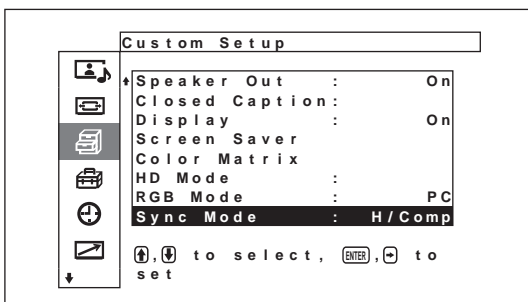 Custom Setup
Speaker Out : On
Closed Caption:
Display : On
Screen Saver
Color Matrix
HD Mode :
RGB Mode : PC
Sync Mode : H/Comp
↑,↓ to select, ENTER,→ to
set